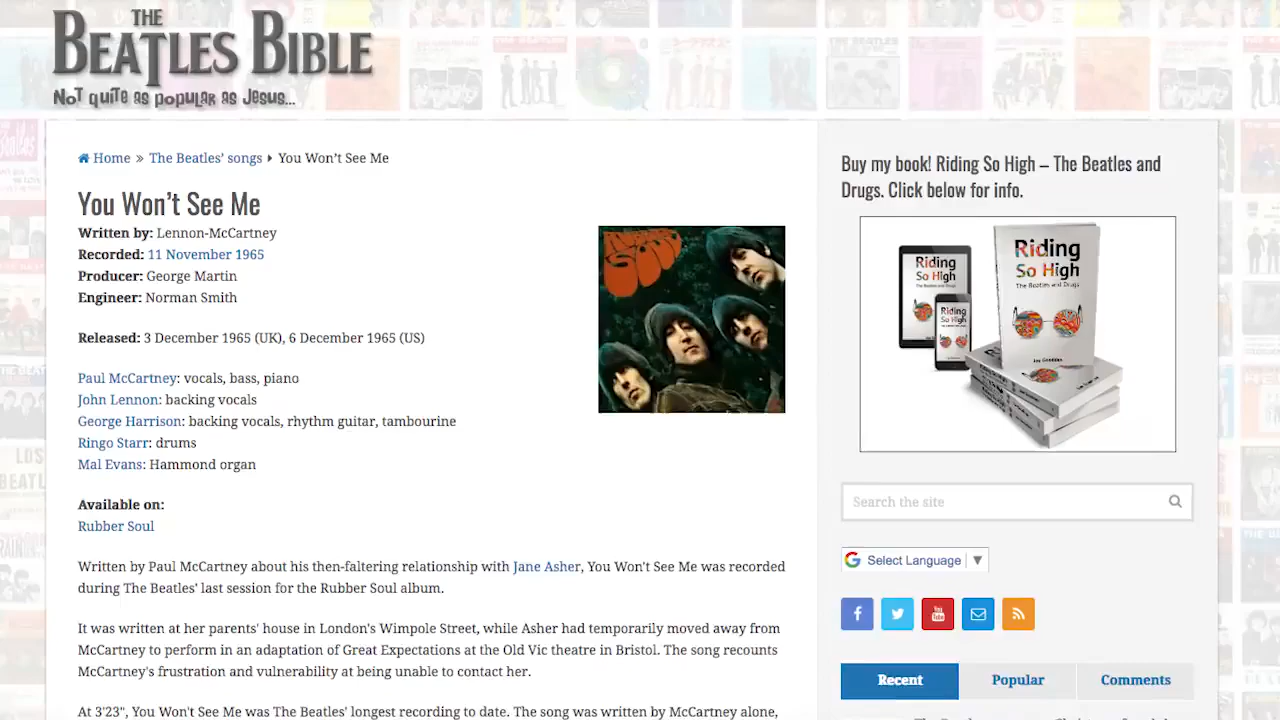 THE
BEATLES BIBLE
NOT QUITE AS POPULAR AS JESUS...
Home » The Beatles’ songs You Won’t See Me
You Won’t See Me
Written by: Lennon-McCartney
Recorded: 11 November 1965
Producer: George Martin
Engineer: Norman Smith
Released: 3 December 1965 (UK), 6 December 1965 (US)
Paul McCartney: vocals, bass, piano
John Lennon: backing vocals
George Harrison: backing vocals, rhythm guitar, tambourine
Ringo Starr: drums
Mal Evans: Hammond organ
Available on:
Rubber Soul
Written by Paul McCartney about his then-faltering relationship with Jane Asher, You Won't See Me was recorded
during The Beatles' last session for the Rubber Soul album.
It was written at her parents' house in London's Wimpole Street, while Asher had temporarily moved away from
McCartney to perform in an adaptation of Great Expectations at the Old Vic theatre in Bristol. The song recounts
McCartney's frustration and vulnerability at being unable to contact her.
At 3'23", You Won't See Me was The Beatles' longest recording to date. The song was written by McCartney alone,
Buy my book! Riding So High – The Beatles and
Drugs. Click below for info.
Riding
So High
The Beatles and Drugs
Riding
So High
Riding
So High
Search the site
Select Language ▼
Recent
Popular
Comments